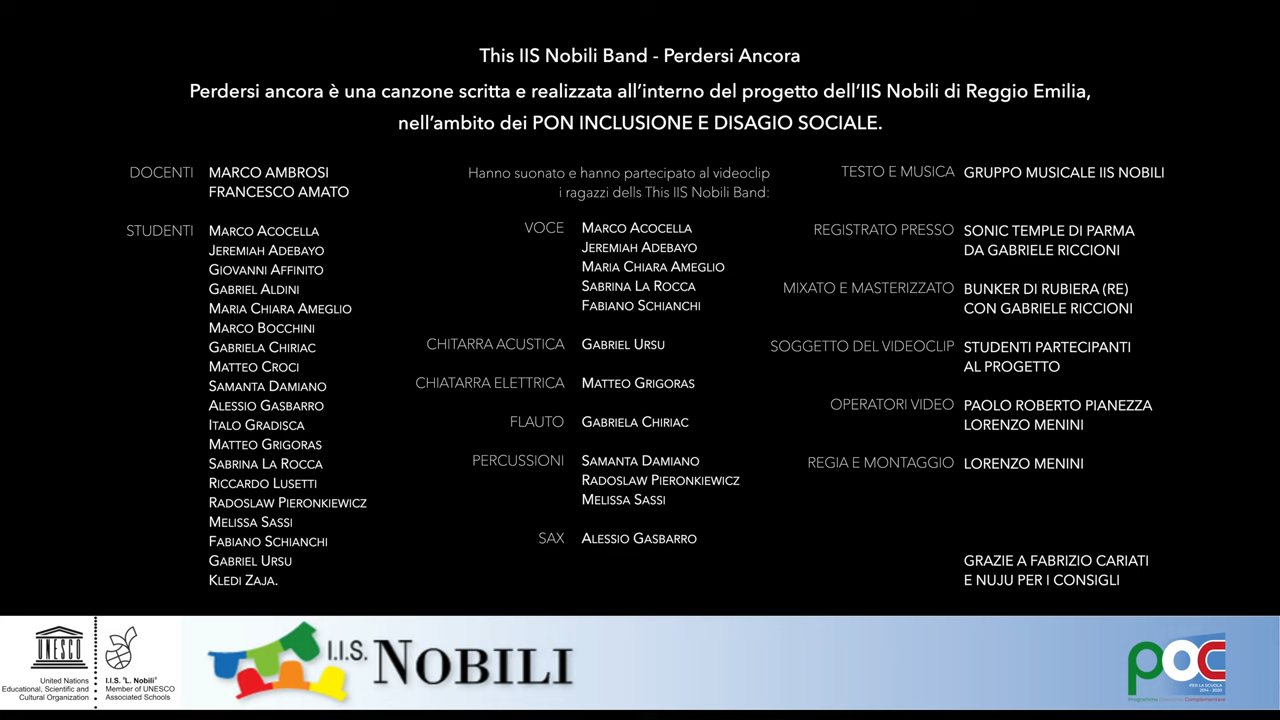 This IIS Nobili Band - Perdersi Ancora
Perdersi ancora è una canzone scritta e realizzata all'interno del progetto dell'IIS Nobili di Reggio Emilia,
nell'ambito dei PON INCLUSIONE E DISAGIO SOCIALE.
DOCENTI MARCO AMBROSI
FRANCESCO AMATO
STUDENTI MARCO ACOCELLA
JEREMIAH ADEBAYO
GIOVANNI AFFINITO
GABRIEL ALDINI
MARIA CHIARA AMEGLIO
MARCO BOCCHINI
GABRIELA CHIRIAC
MATTEO CROCI
SAMANTA DAMIANO
ALESSIO GASBARRO
ITALO GRADISCA
MATTEO GRIGORAS
SABRINA LA ROCCA
RICCARDO LUSETTI
RADOSLAW PIERONKIEWICZ
MELISSA SASSI
FABIANO SCHIANCHI
GABRIEL URSU
KLEDI ZAJA.
Hanno suonato e hanno partecipato al videoclip
i ragazzi dells This IIS Nobili Band:
VOCE MARCO ACOCELLA
JEREMIAH ADEBAYO
MARIA CHIARA AMEGLIO
SABRINA LA ROCCA
FABIANO SCHIANCHI
CHITARRA ACUSTICA GABRIEL URSU
CHIATARRA ELETTRICA MATTEO GRIGORAS
FLAUTO GABRIELA CHIRIAC
PERCUSSIONI SAMANTA DAMIANO
RADOSLAW PIERONKIEWICZ
MELISSA SASSI
SAX ALESSIO GASBARRO
TESTO E MUSICA GRUPPO MUSICALE IIS NOBILI
REGISTRATO PRESSO SONIC TEMPLE DI PARMA
DA GABRIELE RICCIONI
MIXATO E MASTERIZZATO BUNKER DI RUBIERA (RE)
CON GABRIELE RICCIONI
SOGGETTO DEL VIDEOCLIP STUDENTI PARTECIPANTI
AL PROGETTO
OPERATORI VIDEO PAOLO ROBERTO PIANEZZA
LORENZO MENINI
REGIA E MONTAGGIO LORENZO MENINI
GRAZIE A FABRIZIO CARIATI
E NUJU PER I CONSIGLI
UNESCO
United Nations
Educational, Scientific and
Cultural Organization
I.I.S. "L. Nobili"
Member of UNESCO
Associated Schools
I.I.S. NOBILI
POC
PER LA SCUOLA
2014 - 2020
Programma Complementare